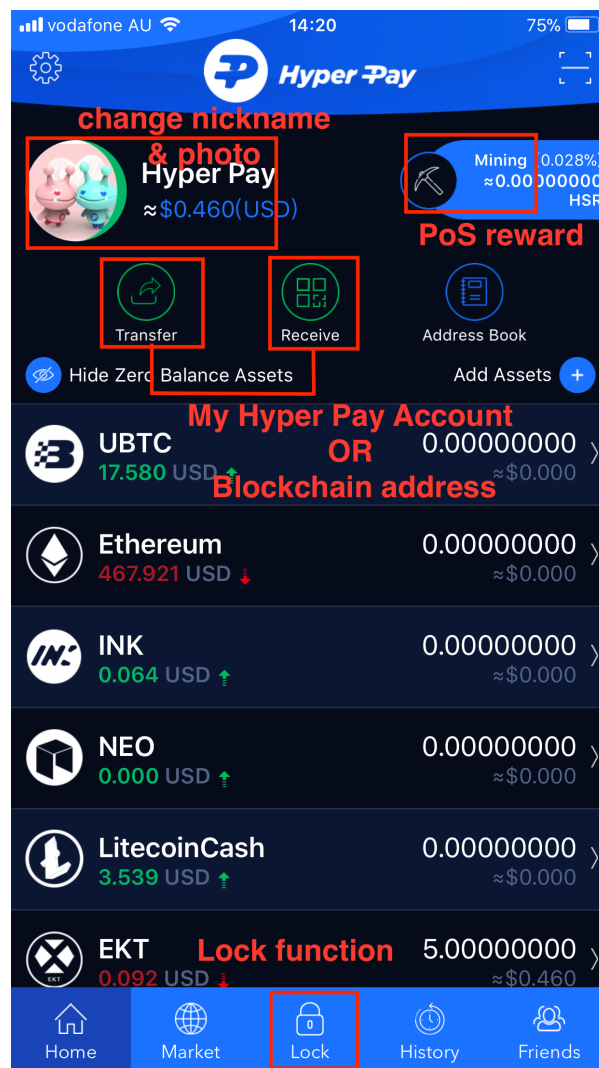 vodafone AU 14:20 75%
Hyper Pay
change nickname
& photo
Hyper Pay
≈$0.460(USD)
Mining (0.028%)
≈0.00000000
HSR
PoS reward
Transfer Receive Address Book
Hide Zero Balance Assets Add Assets +
My Hyper Pay Account
OR
Blockchain address
UBTC 0.00000000
17.580 USD ≈$0.000
Ethereum 0.00000000
467.921 USD ≈$0.000
INK 0.00000000
0.064 USD ≈$0.000
NEO 0.00000000
0.000 USD ≈$0.000
LitecoinCash 0.00000000
3.539 USD ≈$0.000
EKT 5.00000000
0.092 USD ≈$0.460
Lock function
Home Market Lock History Friends